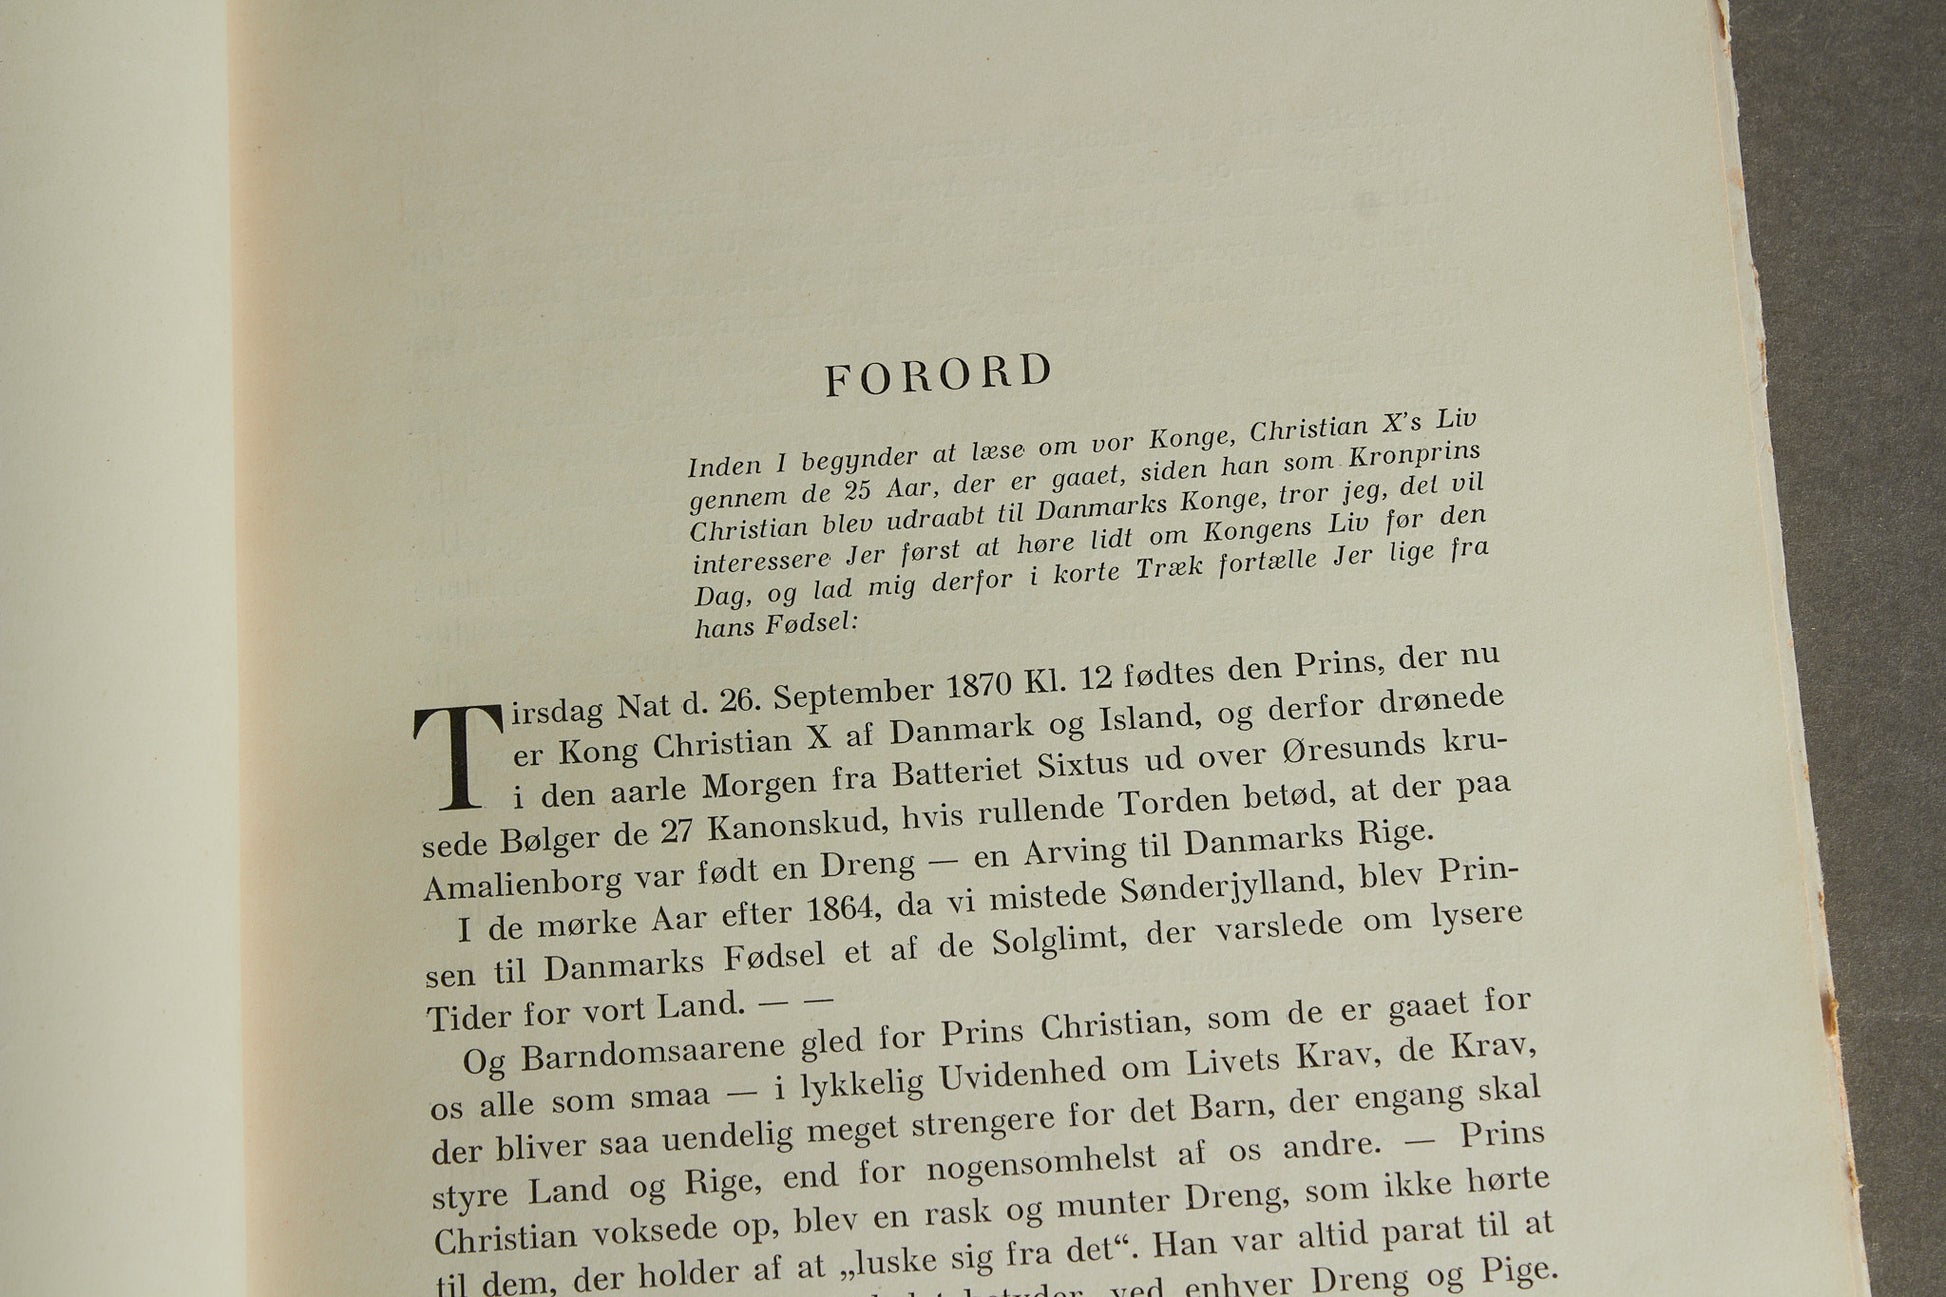 FORORD
Inden I begynder at læse om vor Konge, Christian X's Liv
gennem de 25 Aar, der er gaaet, siden han som Kronprins
Christian blev udraabt til Danmarks Konge, tror jeg, det vil
interessere Jer først at høre lidt om Kongens Liv før den
Dag, og lad mig derfor i korte Træk fortælle Jer lige fra
hans Fødsel:
Tirsdag Nat d. 26. September 1870 Kl. 12 fødtes den Prins, der nu
er Kong Christian X af Danmark og Island, og derfor drønede
i den aarle Morgen fra Batteriet Sixtus ud over Øresunds kru-
sede Bølger de 27 Kanonskud, hvis rullende Torden betød, at der paa
Amalienborg var født en Dreng — en Arving til Danmarks Rige.
I de mørke Aar efter 1864, da vi mistede Sønderjylland, blev Prin-
sen til Danmarks Fødsel et af de Solglimt, der varslede om lysere
Tider for vort Land. — —
Og Barndomsaarene gled for Prins Christian, som de er gaaet for
os alle som smaa — i lykkelig Uvidenhed om Livets Krav, de Krav,
der bliver saa uendelig meget strengere for det Barn, der engang skal
styre Land og Rige, end for nogensomhelst af os andre. — Prins
Christian voksede op, blev en rask og munter Dreng, som ikke hørte
til dem, der holder af at „luske sig fra det“. Han var altid parat til at
betyder, ved enhver Dreng og Pige.